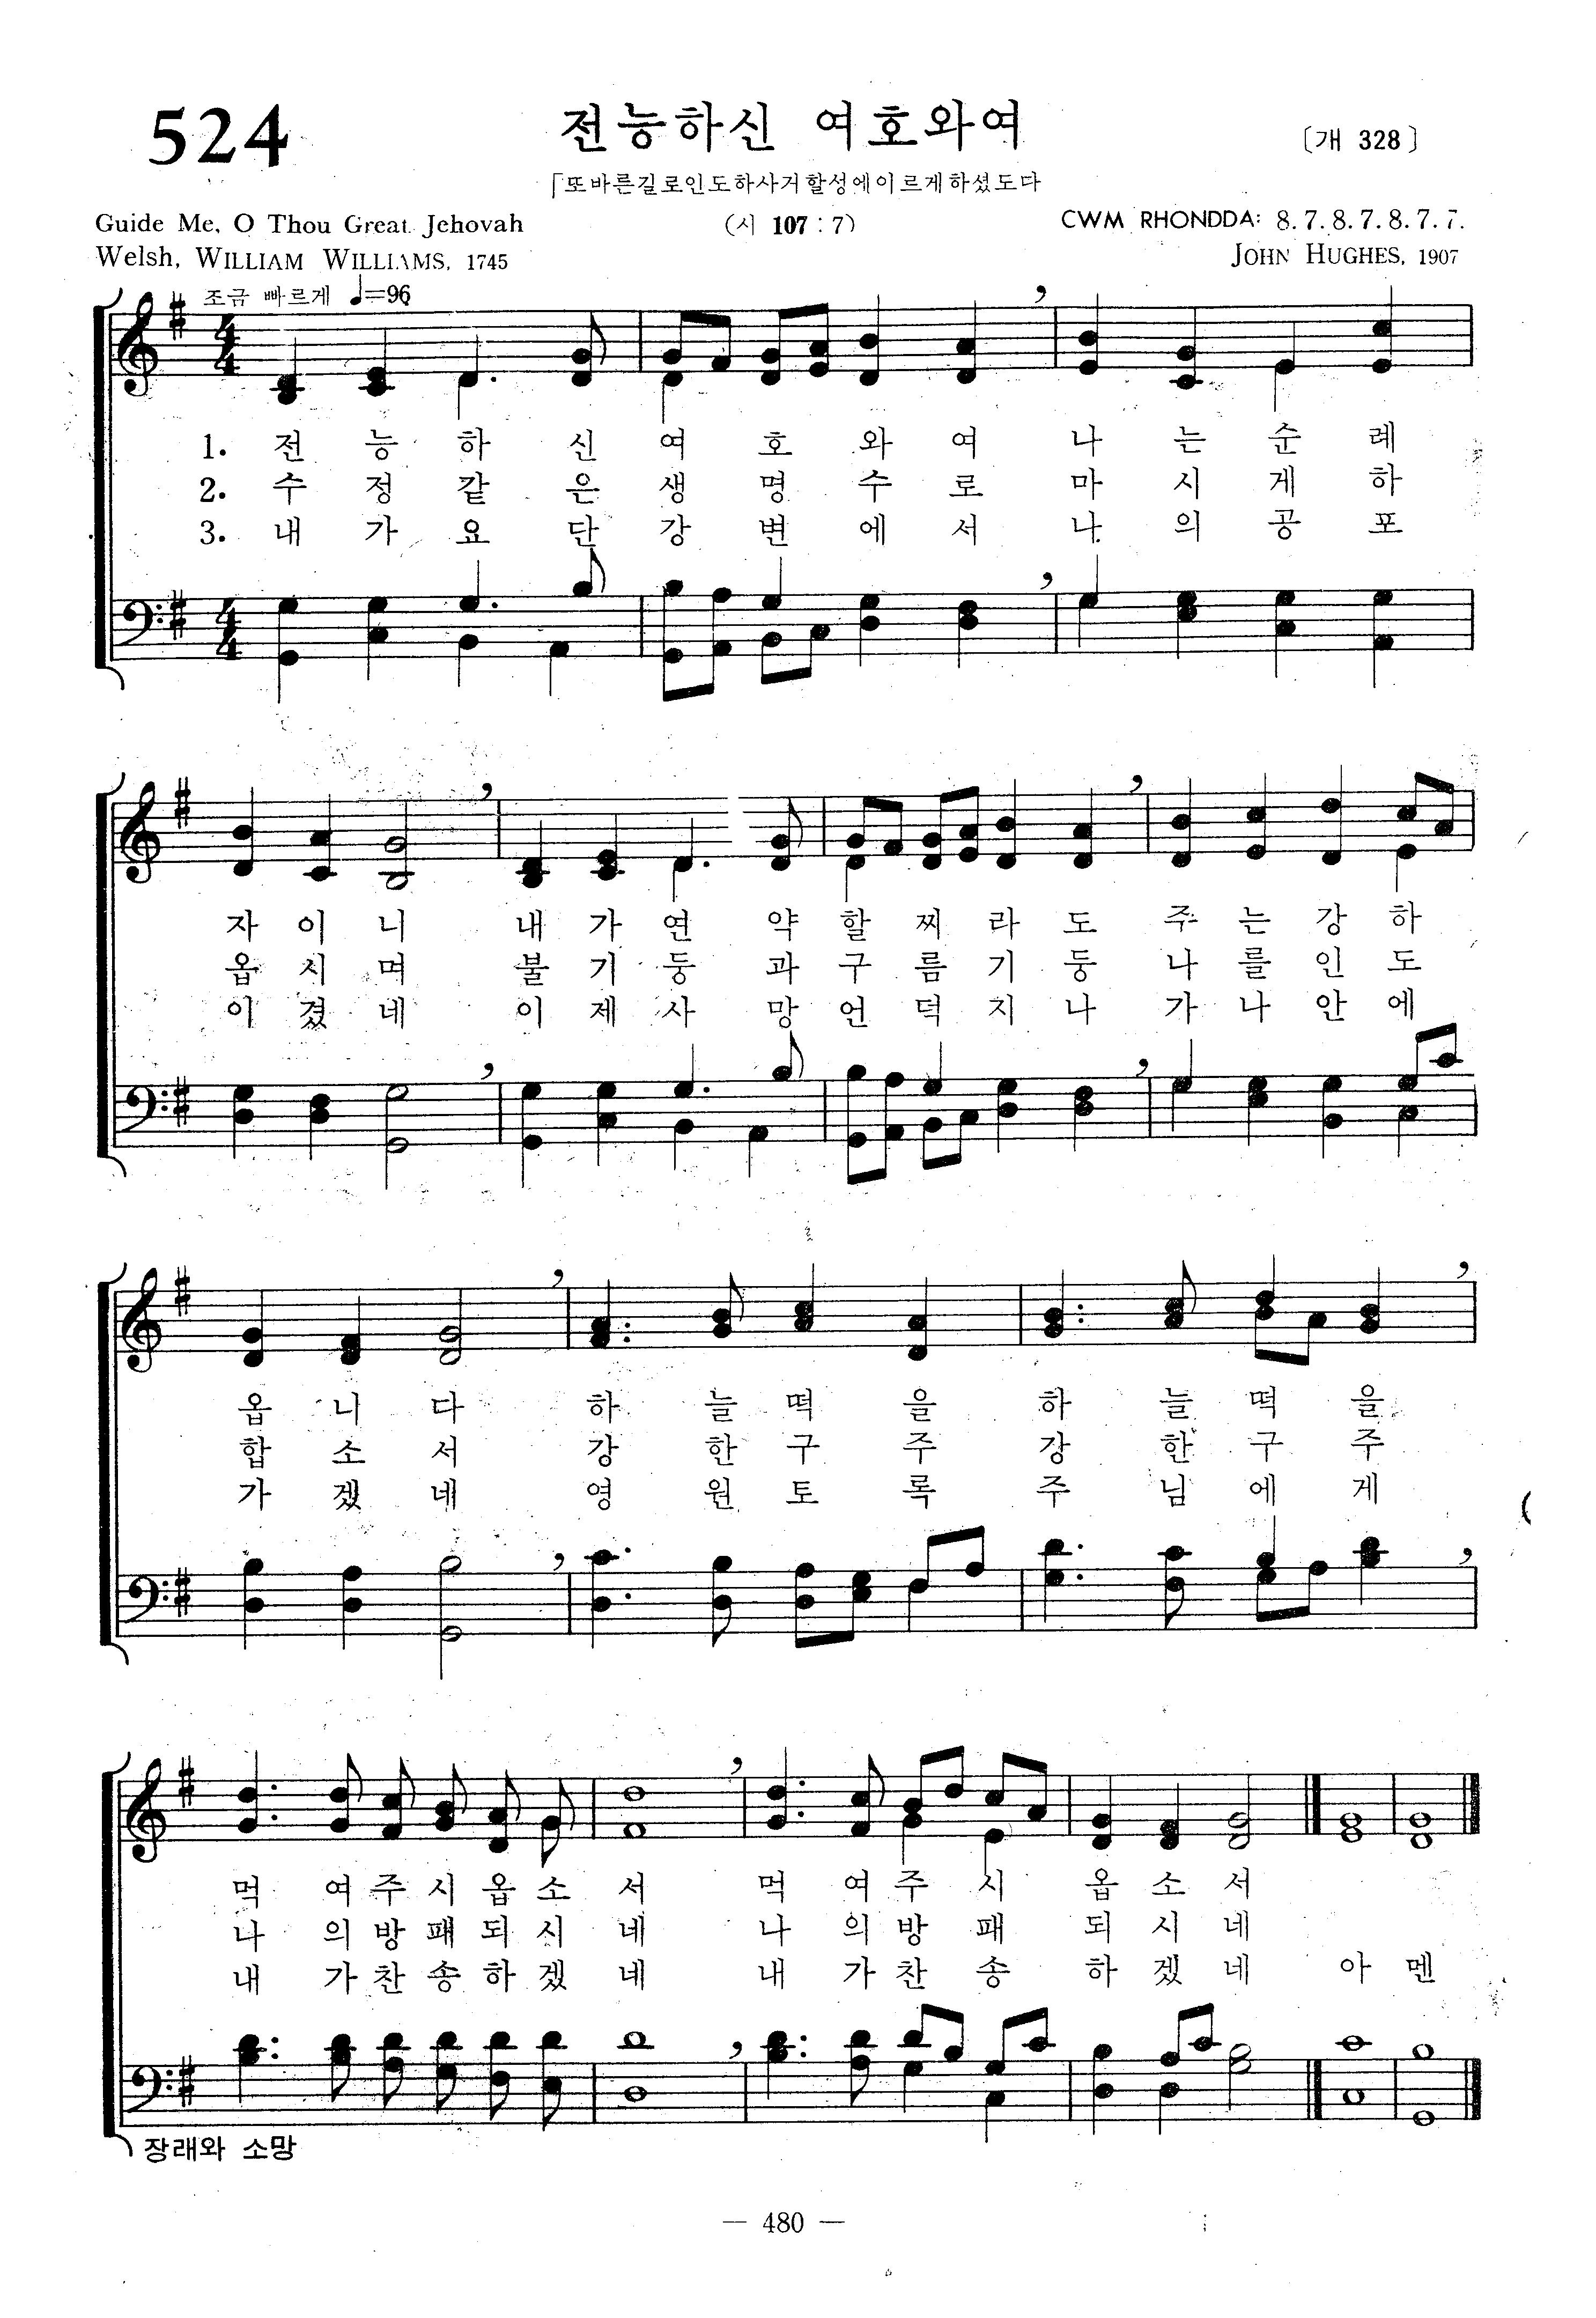 524
전능하신 여호와여
〔개 328〕
「또바른길로인도하사거할성에이르게하셨도다
Guide Me, O Thou Great Jehovah
(시 107 : 7)
CWM RHONDDA: 8. 7. 8. 7. 8. 7. 7.
Welsh, WILLIAM WILLIAMS, 1745
JOHN HUGHES, 1907
조금 빠르게 ♩=96
1. 전 능 하 신 여 호 와 여 나 는 순 례
2. 수 정 같 은 생 명 수 로 마 시 게 하
3. 내 가 요 단 강 변 에 서 나 의 공 포
자 이 니 내 가 연 약 할 찌 라 도 주 는 강 하
옵 시 며 불 기 둥 과 구 름 기 둥 나 를 인 도
이 겼 네 이 제 사 망 언 덕 치 나 가 나 안 에
옵 니 다 하 늘 떡 을 하 늘 떡 을
합 소 서 강 한 구 주 강 한 구 주
가 겠 네 영 원 토 록 주 님 에 게
먹 여 주 시 옵 소 서 먹 여 주 시 옵 소 서
나 의 방 패 되 시 네 나 의 방 패 되 시 네
내 가 찬 송 하 겠 네 내 가 찬 송 하 겠 네 아 멘
장래와 소망
— 480 —